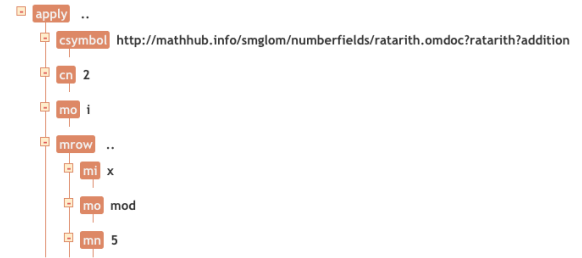 apply ..
csymbol http://mathhub.info/smglom/numberfields/ratarith.omdoc?ratarith?addition
cn 2
mo i
mrow ..
mi x
mo mod
mn 5